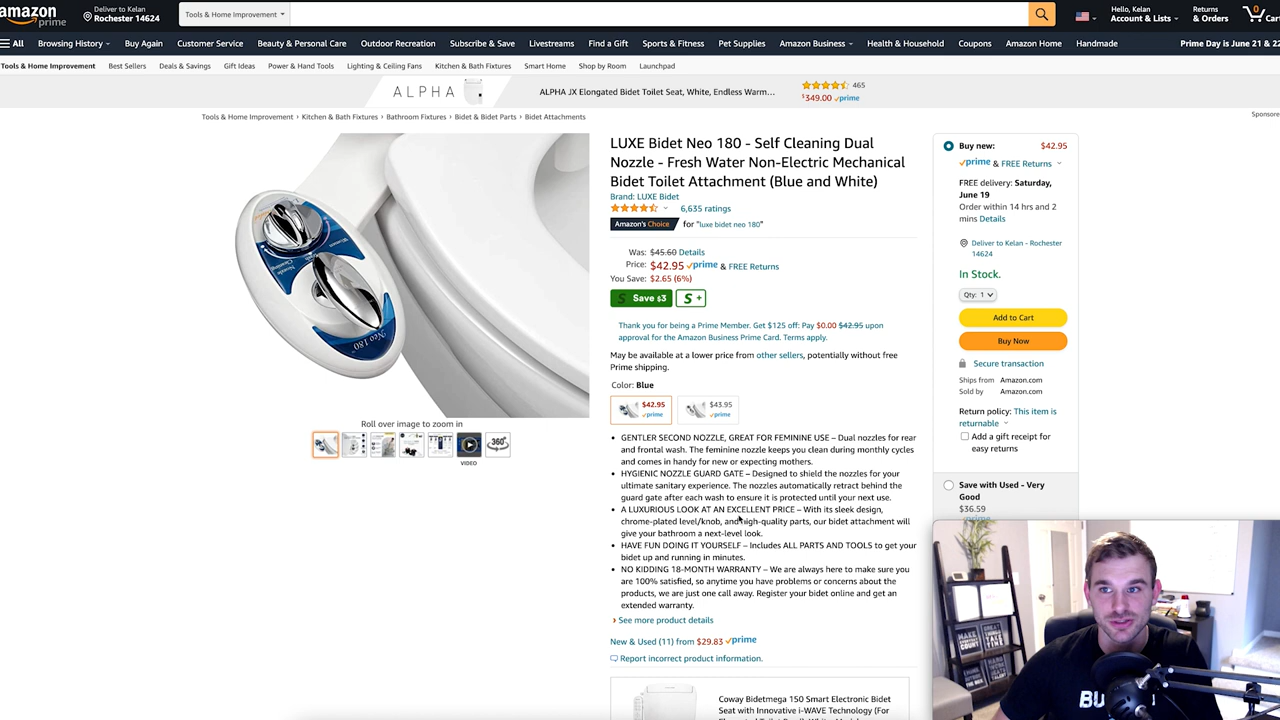 amazon
prime
Deliver to Kelan
Rochester 14624
Tools & Home Improvement
Hello, Kelan
Account & Lists
Returns
& Orders
0
Cart
All
Browsing History
Buy Again
Customer Service
Beauty & Personal Care
Outdoor Recreation
Subscribe & Save
Livestreams
Find a Gift
Sports & Fitness
Pet Supplies
Amazon Business
Health & Household
Coupons
Amazon Home
Handmade
Prime Day is June 21 & 22
Tools & Home Improvement
Best Sellers
Deals & Savings
Gift Ideas
Power & Hand Tools
Lighting & Ceiling Fans
Kitchen & Bath Fixtures
Smart Home
Shop by Room
Launchpad
ALPHA
ALPHA JX Elongated Bidet Toilet Seat, White, Endless Warm…
465
$349.00 prime
Tools & Home Improvement › Kitchen & Bath Fixtures › Bathroom Fixtures › Bidet & Bidet Parts › Bidet Attachments
Sponsore
LUXE Bidet Neo 180 - Self Cleaning Dual
Nozzle - Fresh Water Non-Electric Mechanical
Bidet Toilet Attachment (Blue and White)
Brand: LUXE Bidet
6,635 ratings
Amazon's Choice for "luxe bidet neo 180"
Was: $45.60 Details
Price: $42.95 prime & FREE Returns
You Save: $2.65 (6%)
S Save $3 S +
Thank you for being a Prime Member. Get $125 off: Pay $0.00 $42.95 upon
approval for the Amazon Business Prime Card. Terms apply.
May be available at a lower price from other sellers, potentially without free
Prime shipping.
Color: Blue
$42.95
prime
$43.95
prime
Neo 180
Roll over image to zoom in
360°
VIDEO
• GENTLER SECOND NOZZLE, GREAT FOR FEMININE USE – Dual nozzles for rear
and frontal wash. The feminine nozzle keeps you clean during monthly cycles
and comes in handy for new or expecting mothers.
• HYGIENIC NOZZLE GUARD GATE – Designed to shield the nozzles for your
ultimate sanitary experience. The nozzles automatically retract behind the
guard gate after each wash to ensure it is protected until your next use.
• A LUXURIOUS LOOK AT AN EXCELLENT PRICE – With its sleek design,
chrome-plated level/knob, and high-quality parts, our bidet attachment will
give your bathroom a next-level look.
• HAVE FUN DOING IT YOURSELF – Includes ALL PARTS AND TOOLS to get your
bidet up and running in minutes.
• NO KIDDING 18-MONTH WARRANTY – We are always here to make sure you
are 100% satisfied, so anytime you have problems or concerns about the
products, we are just one call away. Register your bidet online and get an
extended warranty.
› See more product details
New & Used (11) from $29.83 prime
Report incorrect product information.
Coway Bidetmega 150 Smart Electronic Bidet
Seat with Innovative i-WAVE Technology (For
Buy new: $42.95
prime & FREE Returns
FREE delivery: Saturday,
June 19
Order within 14 hrs and 2
mins Details
Deliver to Kelan - Rochester
14624
In Stock.
Qty: 1
Add to Cart
Buy Now
Secure transaction
Ships from Amazon.com
Sold by Amazon.com
Return policy: This item is
returnable
Add a gift receipt for
easy returns
Save with Used - Very
Good
$36.59
MAKE
EVERY DAY
COUNT
GREAT
THINGS
TAKE
TIME
WORK
HARD
BU